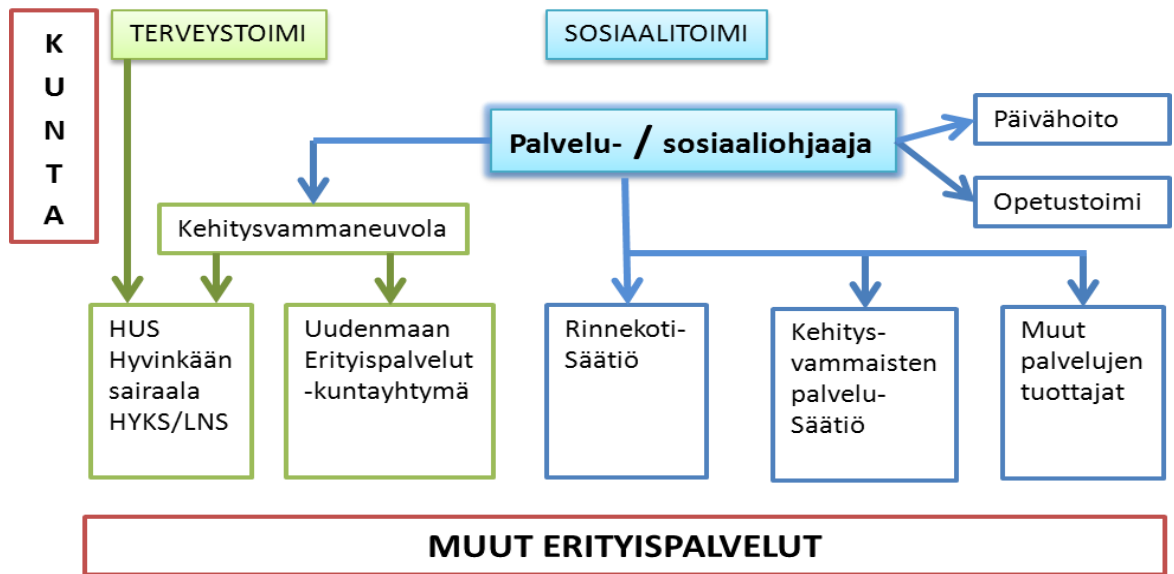 K
U
N
T
A
TERVEYSTOIMI
SOSIAALITOIMI
Palvelu- / sosiaaliohjaaja
Päivähoito
Opetustoimi
Kehitysvammaneuvola
HUS
Hyvinkään
sairaala
HYKS/LNS
Uudenmaan
Erityispalvelut
-kuntayhtymä
Rinnekoti-
Säätiö
Kehitys-
vammaisten
palvelu-
Säätiö
Muut
palvelujen
tuottajat
MUUT ERITYISPALVELUT